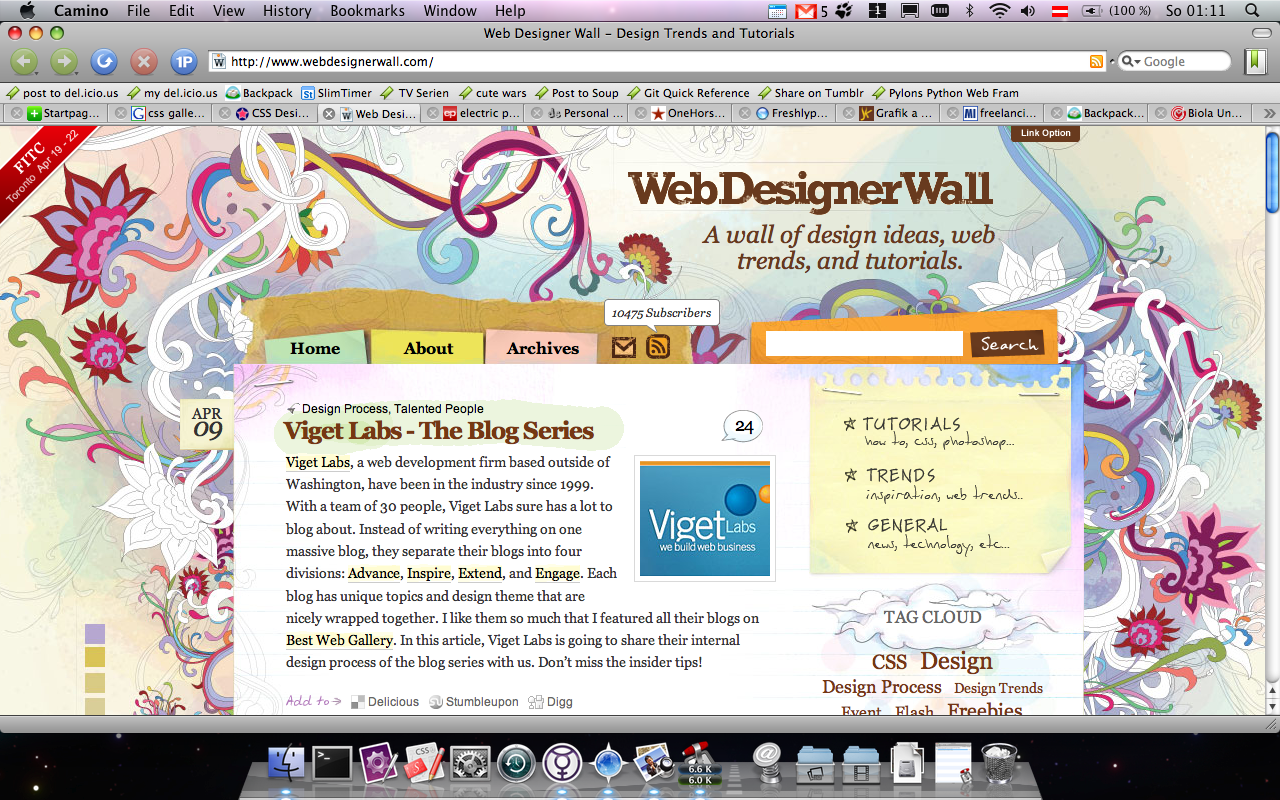 Camino File Edit View History Bookmarks Window Help 5 1 (100 %) So 01:11
Web Designer Wall – Design Trends and Tutorials
1P http://www.webdesignerwall.com/ Google
post to del.icio.us my del.icio.us Backpack SlimTimer TV Serien cute wars Post to Soup Git Quick Reference Share on Tumblr Pylons Python Web Fram
Startpag... css galle... CSS Desi... Web Desi... electric p... Personal ... OneHors... Freshlyp... Grafik a ... freelanci... Backpack... Biola Un...
Link Option
FITC
Toronto Apr 19 - 22
WebDesignerWall
A wall of design ideas, web
trends, and tutorials.
10475 Subscribers
Home About Archives Search
APR
09
Design Process, Talented People
Viget Labs - The Blog Series
24
Viget Labs, a web development firm based outside of
Washington, have been in the industry since 1999.
With a team of 30 people, Viget Labs sure has a lot to
blog about. Instead of writing everything on one
massive blog, they separate their blogs into four
divisions: Advance, Inspire, Extend, and Engage. Each
blog has unique topics and design theme that are
nicely wrapped together. I like them so much that I featured all their blogs on
Best Web Gallery. In this article, Viget Labs is going to share their internal
design process of the blog series with us. Don't miss the insider tips!
VigetLabs
we build web business
Add to Delicious Stumbleupon Digg
TUTORIALS
how to, css, photoshop...
TRENDS
inspiration, web trends..
GENERAL
news, technology, etc...
TAG CLOUD
CSS Design
Design Process Design Trends
Event Flash Freebies
CSS
6.6 K
6.0 K